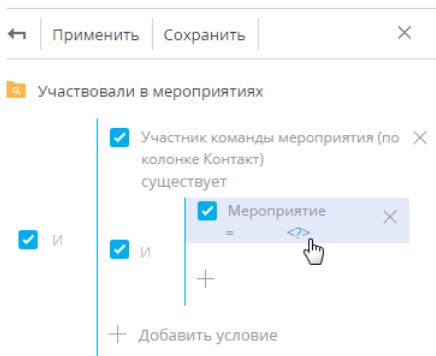 Применить Сохранить
Участвовали в мероприятиях
Участник команды мероприятия (по
колонке Контакт)
существует
Мероприятие
= <?>
И
И
Добавить условие